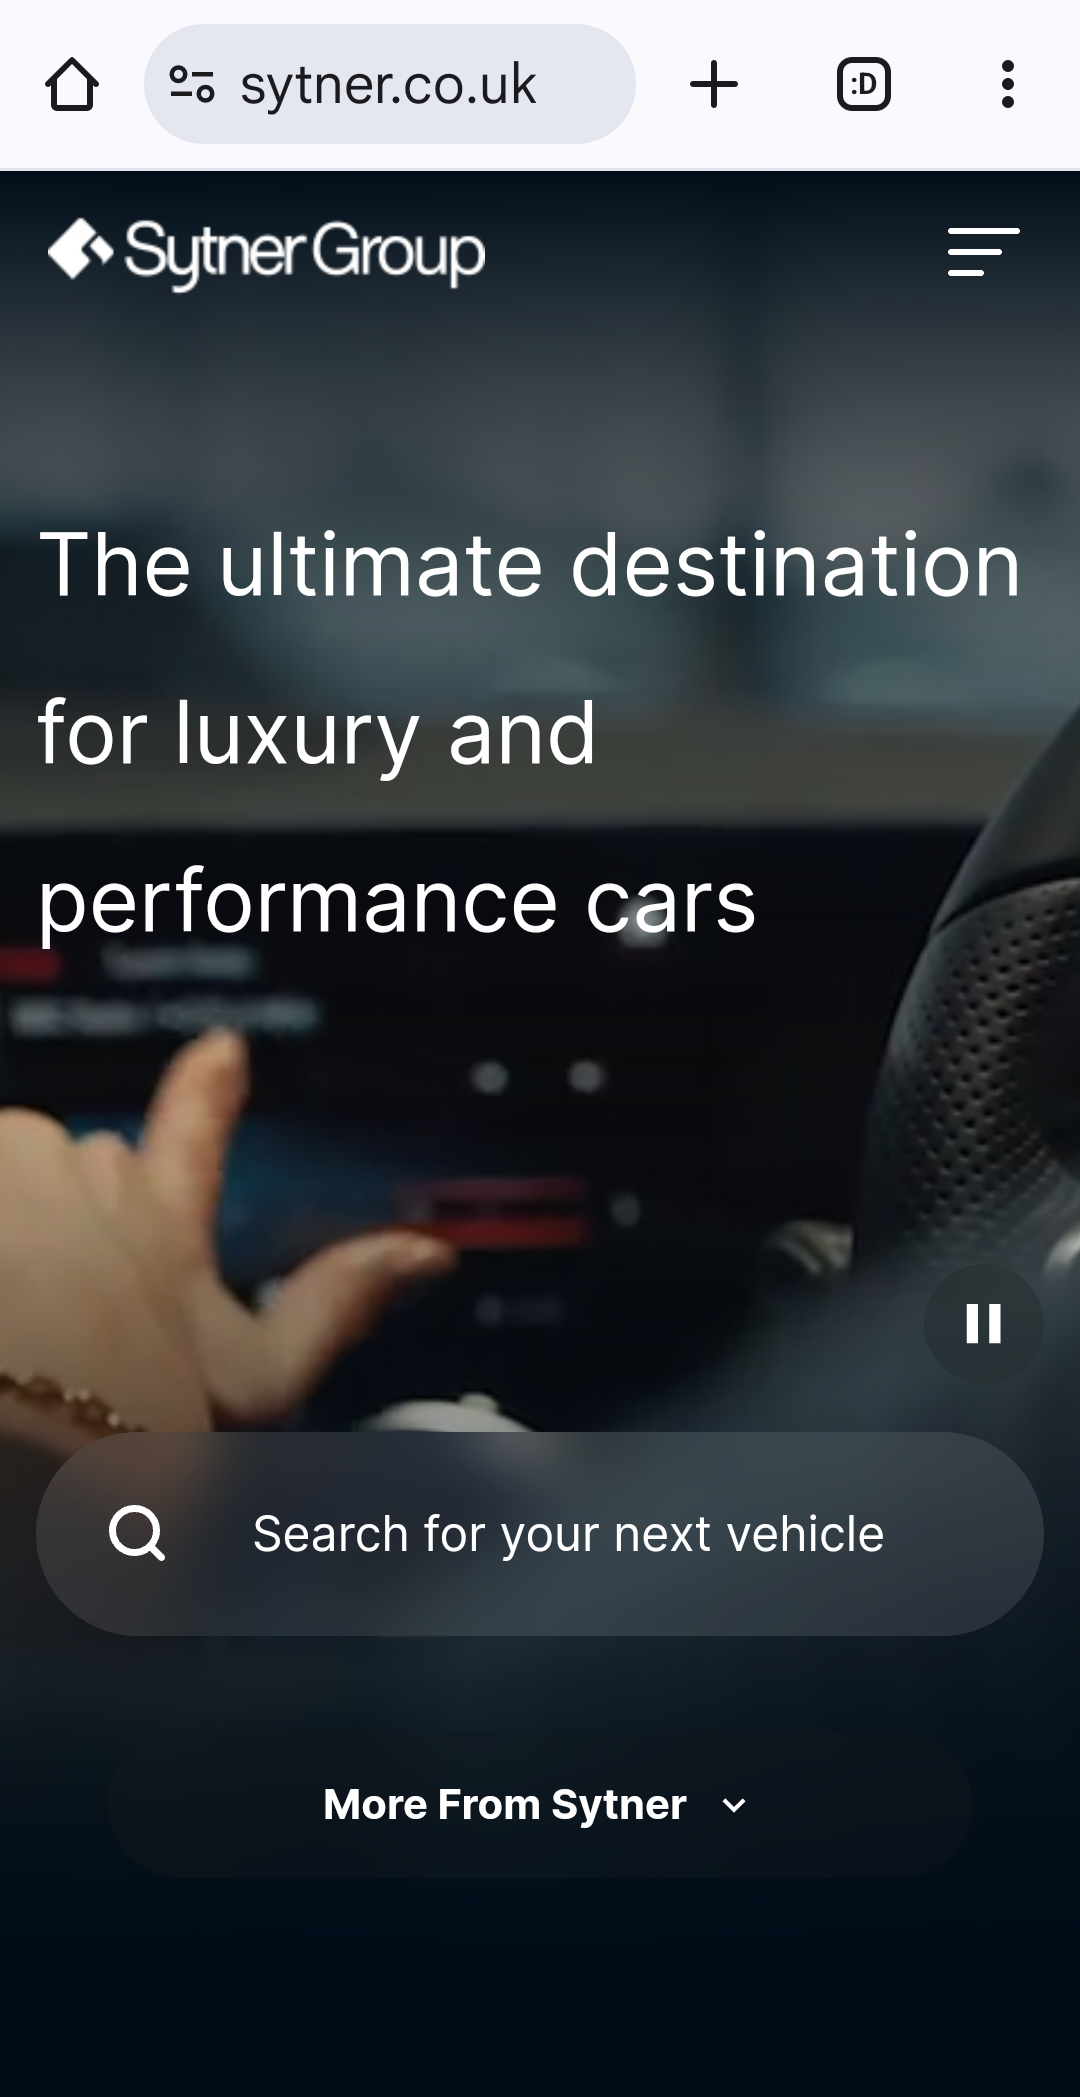 sytner.co.uk
:D
Sytner Group
The ultimate destination
for luxury and
performance cars
Search for your next vehicle
More From Sytner